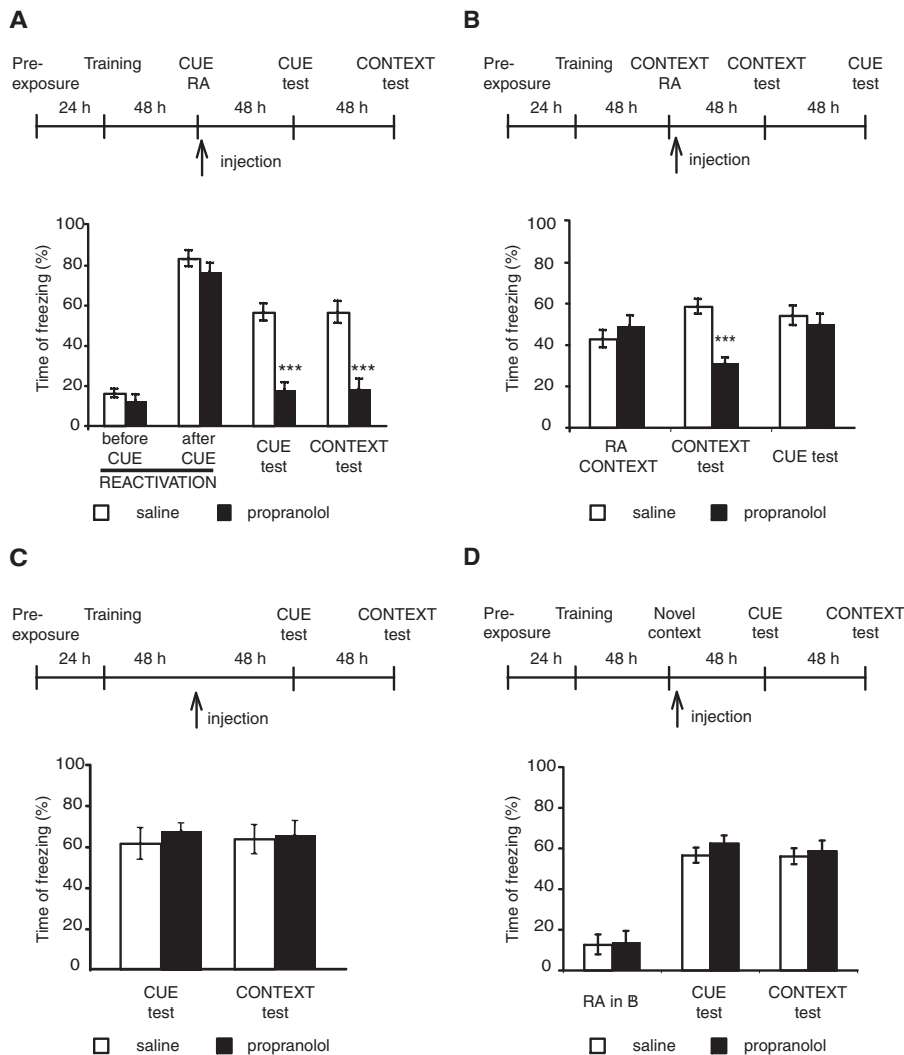 A
Pre-
exposure
Training
CUE
RA
CUE
test
CONTEXT
test
24 h
48 h
48 h
48 h
injection
Time of freezing (%)
100
80
60
40
20
0
***
***
before
CUE
after
CUE
REACTIVATION
CUE
test
CONTEXT
test
saline
propranolol
B
Pre-
exposure
Training
CONTEXT
RA
CONTEXT
test
CUE
test
24 h
48 h
48 h
48 h
injection
Time of freezing (%)
100
80
60
40
20
0
***
RA
CONTEXT
CONTEXT
test
CUE test
saline
propranolol
C
Pre-
exposure
Training
CUE
test
CONTEXT
test
24 h
48 h
48 h
48 h
injection
Time of freezing (%)
100
80
60
40
20
0
CUE
test
CONTEXT
test
saline
propranolol
D
Pre-
exposure
Training
Novel
context
CUE
test
CONTEXT
test
24 h
48 h
48 h
48 h
injection
Time of freezing (%)
100
80
60
40
20
0
RA in B
CUE
test
CONTEXT
test
saline
propranolol